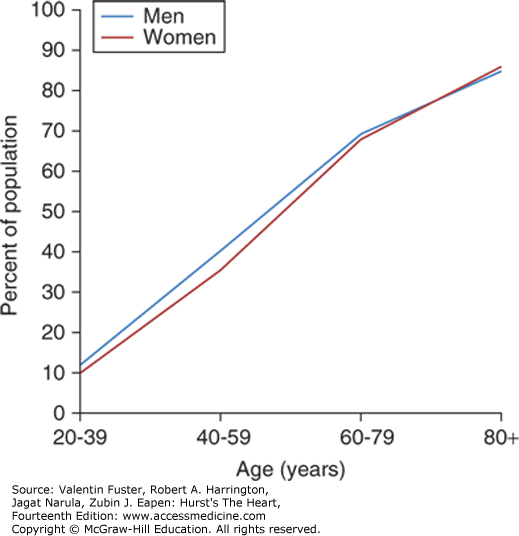 100
90
80
70
60
50
40
30
20
10
0
Percent of population
Men
Women
20-39 40-59 60-79 80+
Age (years)
Source: Valentin Fuster, Robert A. Harrington,
Jagat Narula, Zubin J. Eapen: Hurst's The Heart,
Fourteenth Edition: www.accessmedicine.com
Copyright © McGraw-Hill Education. All rights reserved.